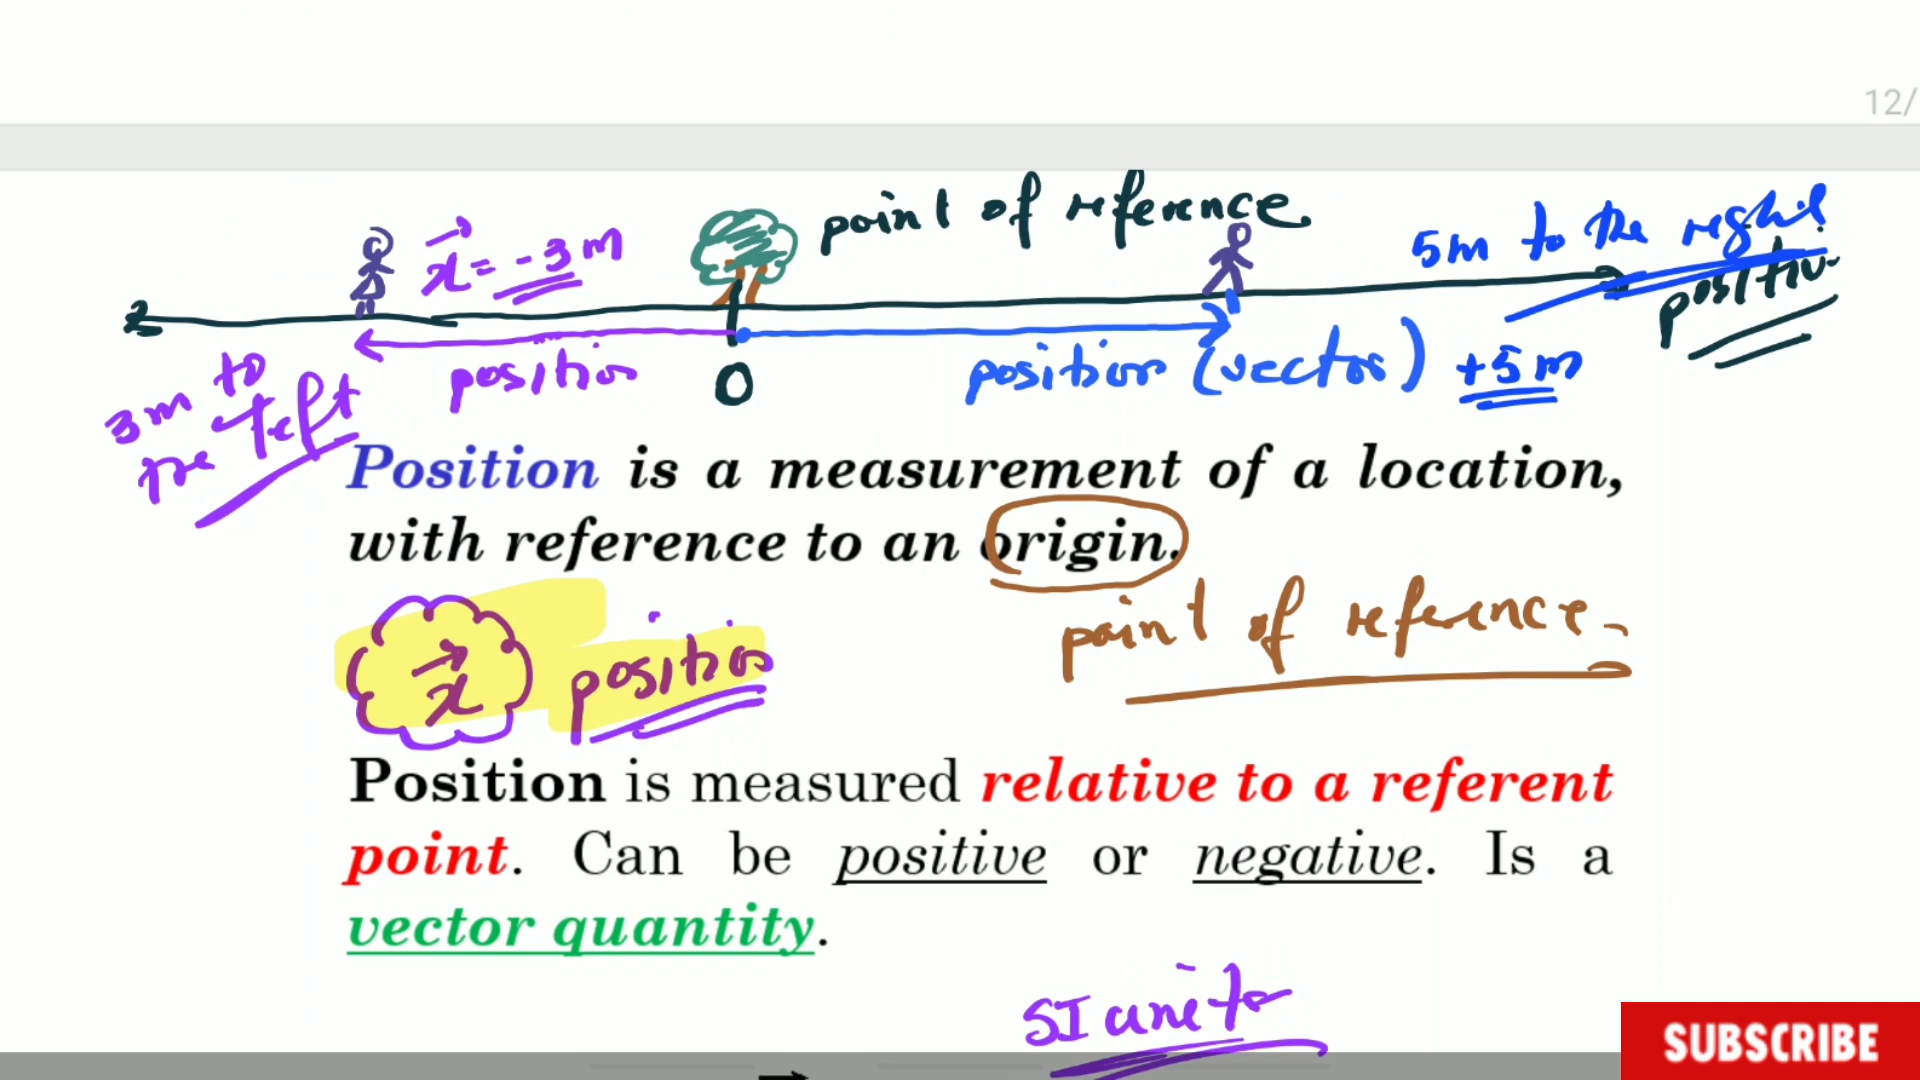 12/
point of reference
5m to the right
x⃗ = -3m
positiv
position
0
position (vector) +5m
3m to
the left
Position is a measurement of a location,
with reference to an origin.
point of reference
x⃗ position
Position is measured relative to a referent
point. Can be positive or negative. Is a
vector quantity.
SI unit
SUBSCRIBE